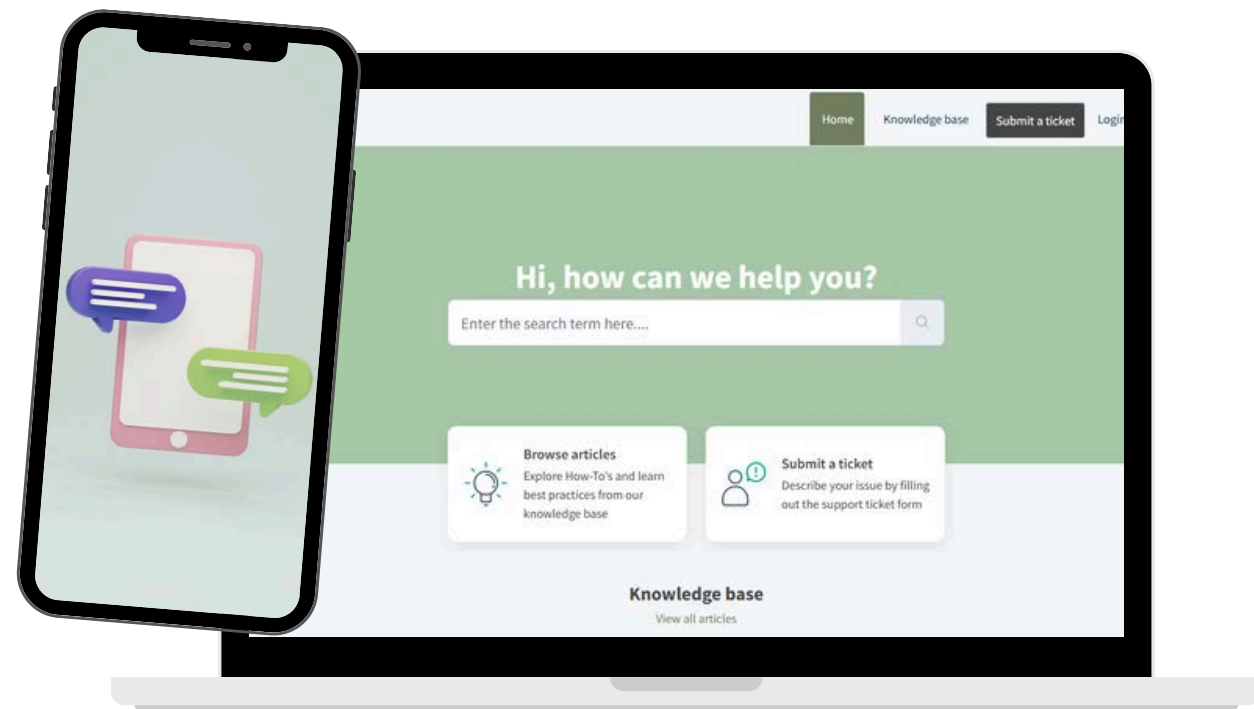 Home
Knowledge base
Submit a ticket
Hi, how can we help you?
Enter the search term here....
Browse articles
Explore How-To's and learn
best practices from our
knowledge base
Submit a ticket
Describe your issue by filling
out the support ticket form
Knowledge base
View all articles